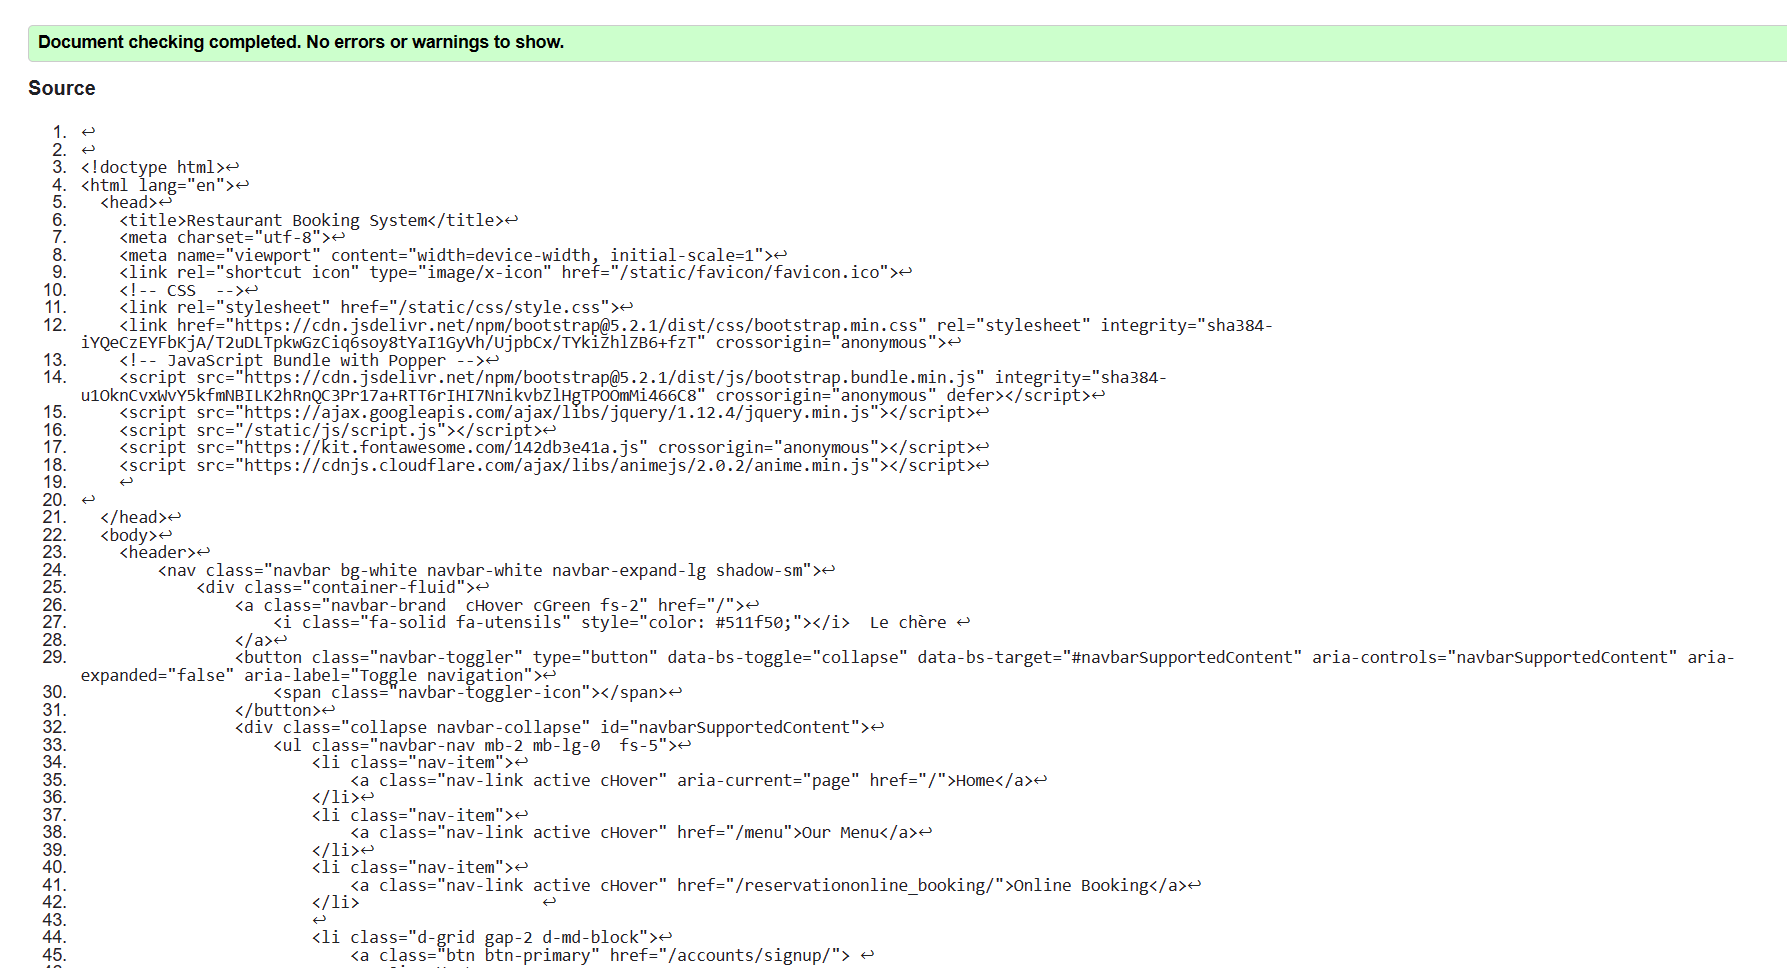 Document checking completed. No errors or warnings to show.
Source
1. ↩
2. ↩
3. <!doctype html>↩
4. <html lang="en">↩
5. <head>↩
6. <title>Restaurant Booking System</title>↩
7. <meta charset="utf-8">↩
8. <meta name="viewport" content="width=device-width, initial-scale=1">↩
9. <link rel="shortcut icon" type="image/x-icon" href="/static/favicon/favicon.ico">↩
10. <!-- CSS  -->↩
11. <link rel="stylesheet" href="/static/css/style.css">↩
12. <link href="https://cdn.jsdelivr.net/npm/bootstrap@5.2.1/dist/css/bootstrap.min.css" rel="stylesheet" integrity="sha384-
iYQeCzEYFbKjA/T2uDLTpkwGzCiq6soy8tYaI1GyVh/UjpbCx/TYkiZhlZB6+fzT" crossorigin="anonymous">↩
13. <!-- JavaScript Bundle with Popper -->↩
14. <script src="https://cdn.jsdelivr.net/npm/bootstrap@5.2.1/dist/js/bootstrap.bundle.min.js" integrity="sha384-
u1OknCvxWvY5kfmNBILK2hRnQC3Pr17a+RTT6rIHI7NnikvbZlHgTPOOmMi466C8" crossorigin="anonymous" defer></script>↩
15. <script src="https://ajax.googleapis.com/ajax/libs/jquery/1.12.4/jquery.min.js"></script>↩
16. <script src="/static/js/script.js"></script>↩
17. <script src="https://kit.fontawesome.com/142db3e41a.js" crossorigin="anonymous"></script>↩
18. <script src="https://cdnjs.cloudflare.com/ajax/libs/animejs/2.0.2/anime.min.js"></script>↩
19. ↩
20. ↩
21. </head>↩
22. <body>↩
23. <header>↩
24. <nav class="navbar bg-white navbar-white navbar-expand-lg shadow-sm">↩
25. <div class="container-fluid">↩
26. <a class="navbar-brand  cHover cGreen fs-2" href="/">↩
27. <i class="fa-solid fa-utensils" style="color: #511f50;"></i>  Le chère ↩
28. </a>↩
29. <button class="navbar-toggler" type="button" data-bs-toggle="collapse" data-bs-target="#navbarSupportedContent" aria-controls="navbarSupportedContent" aria-
expanded="false" aria-label="Toggle navigation">↩
30. <span class="navbar-toggler-icon"></span>↩
31. </button>↩
32. <div class="collapse navbar-collapse" id="navbarSupportedContent">↩
33. <ul class="navbar-nav mb-2 mb-lg-0  fs-5">↩
34. <li class="nav-item">↩
35. <a class="nav-link active cHover" aria-current="page" href="/">Home</a>↩
36. </li>↩
37. <li class="nav-item">↩
38. <a class="nav-link active cHover" href="/menu">Our Menu</a>↩
39. </li>↩
40. <li class="nav-item">↩
41. <a class="nav-link active cHover" href="/reservationonline_booking/">Online Booking</a>↩
42. </li> ↩
43. ↩
44. <li class="d-grid gap-2 d-md-block">↩
45. <a class="btn btn-primary" href="/accounts/signup/"> ↩